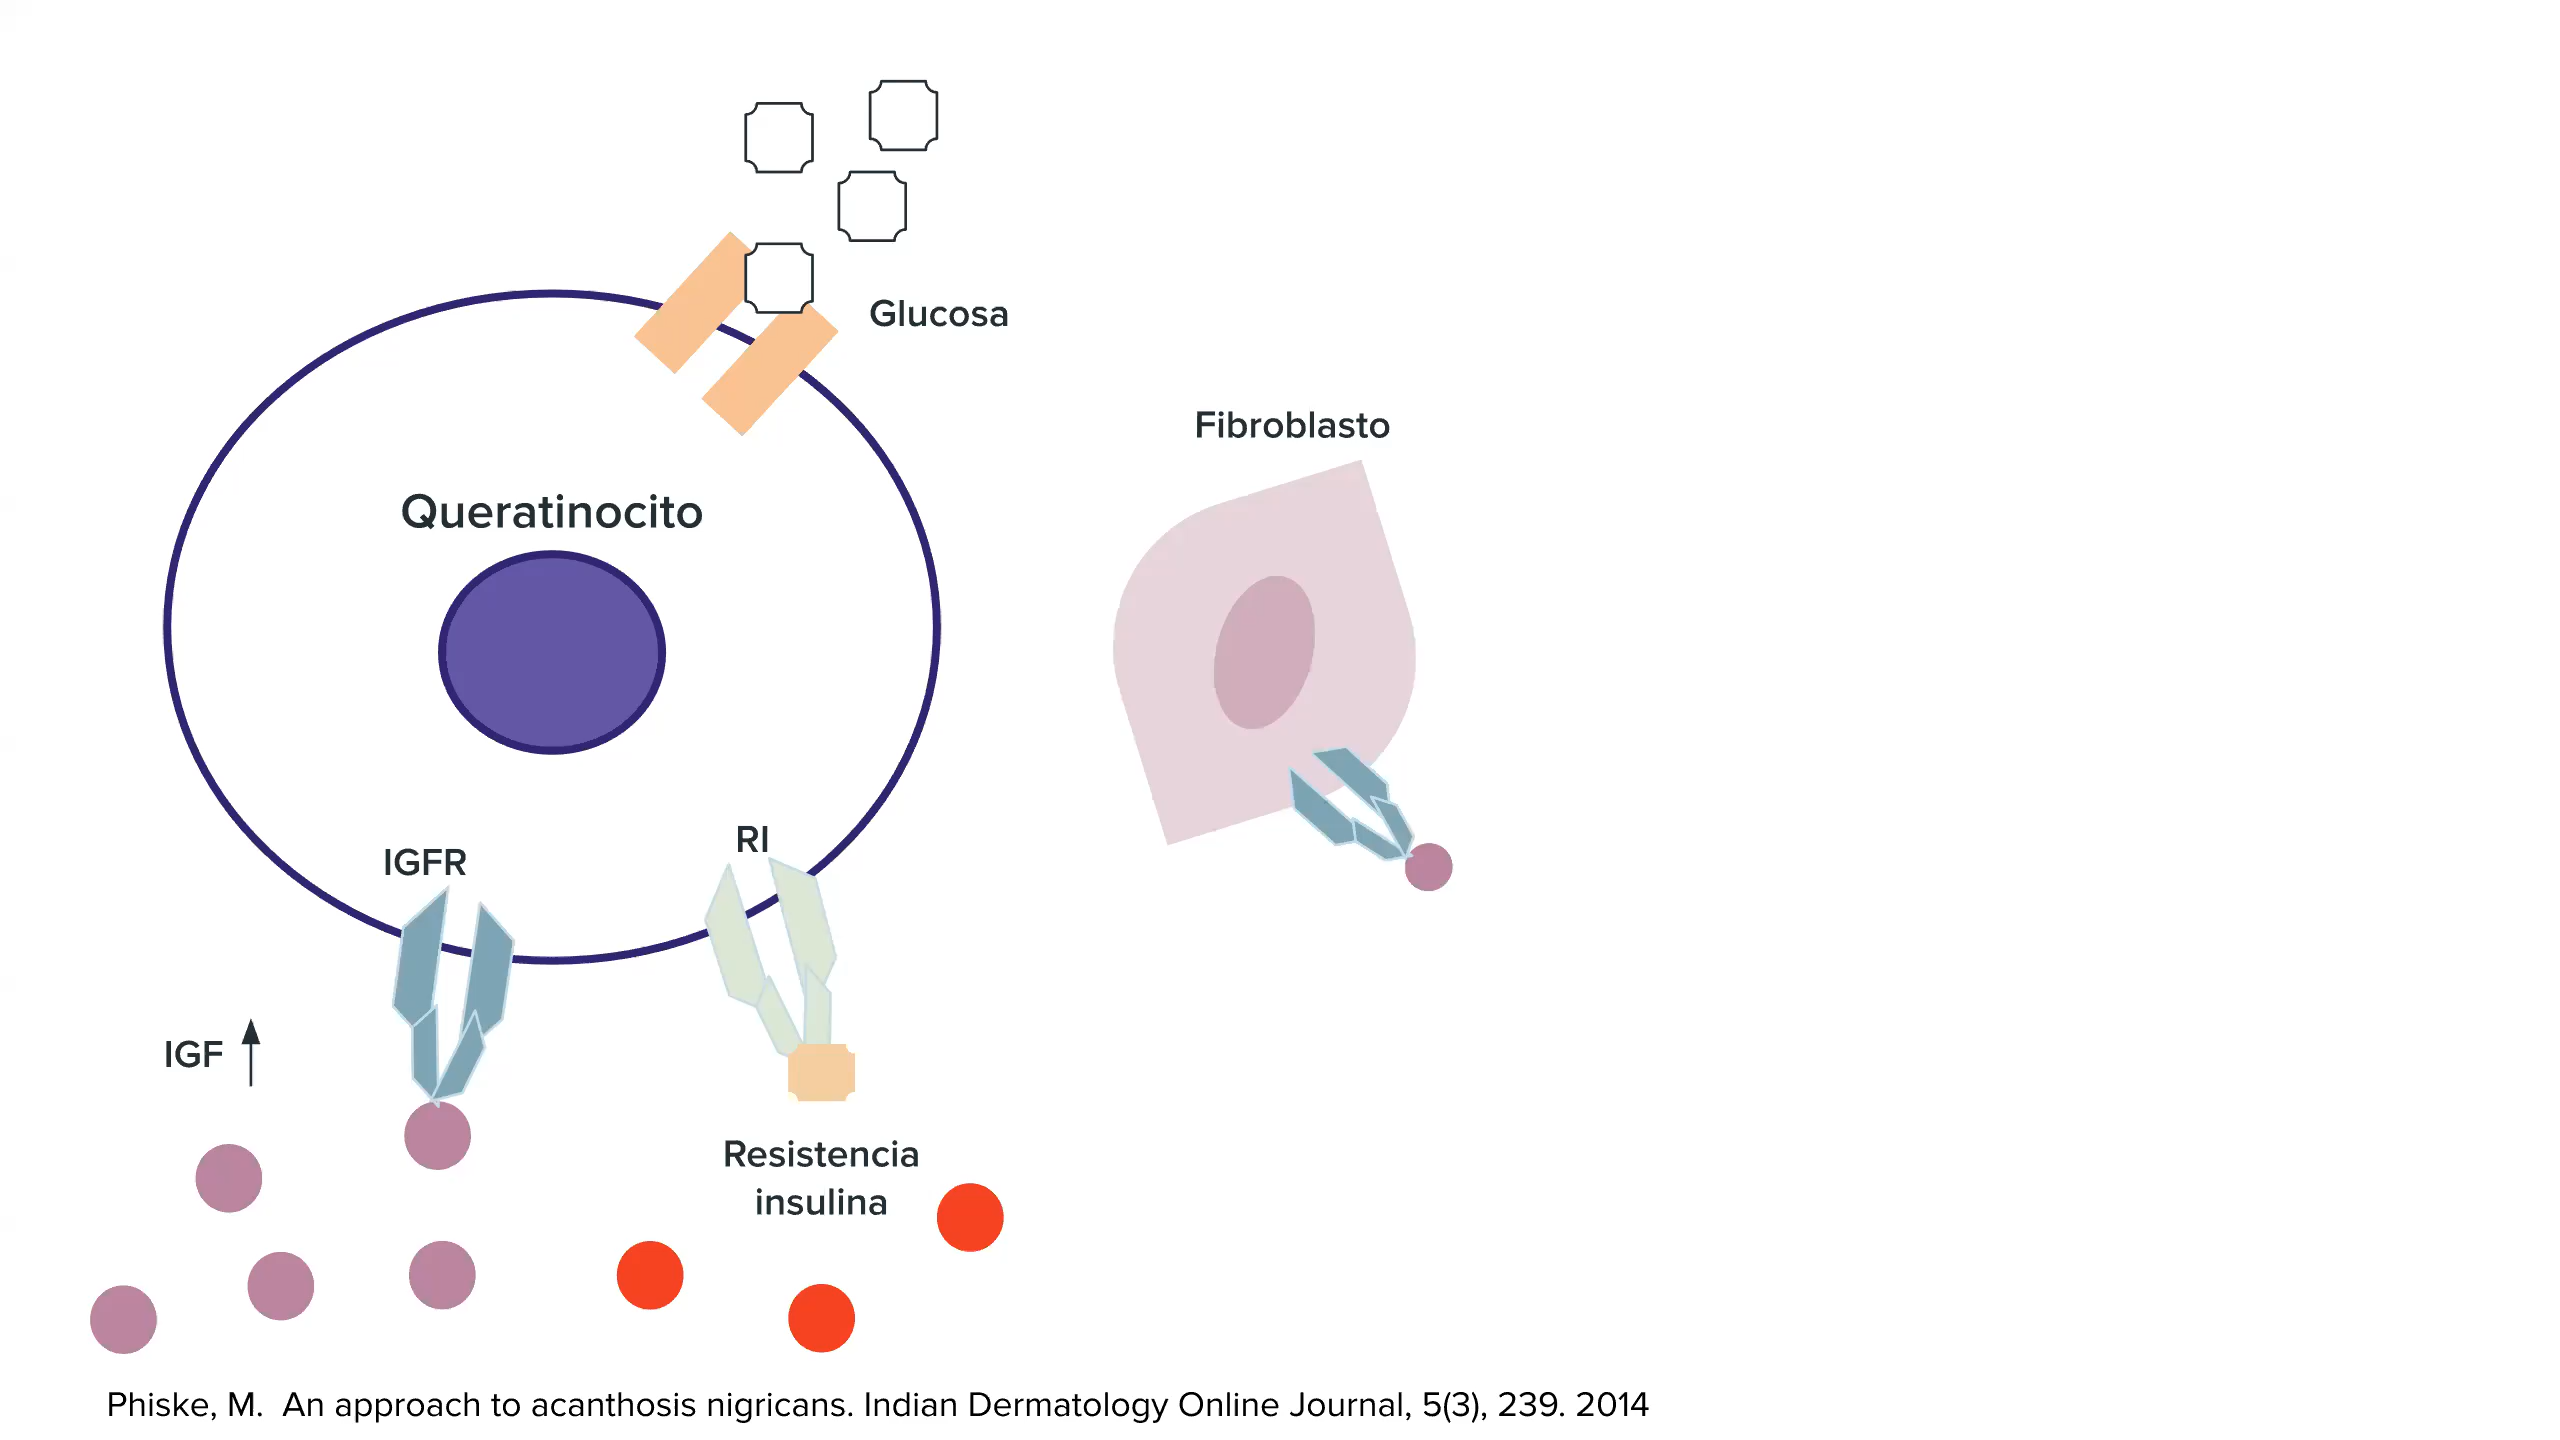 Glucosa
Fibroblasto
Queratinocito
RI
IGFR
IGF
Resistencia
insulina
Phiske, M.  An approach to acanthosis nigricans. Indian Dermatology Online Journal, 5(3), 239. 2014